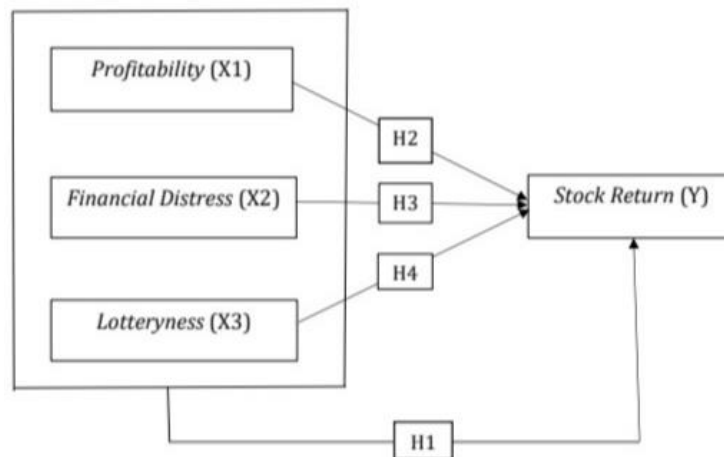 Profitability (X1)
H2
Financial Distress (X2)
H3
Stock Return (Y)
H4
Lotteryness (X3)
H1